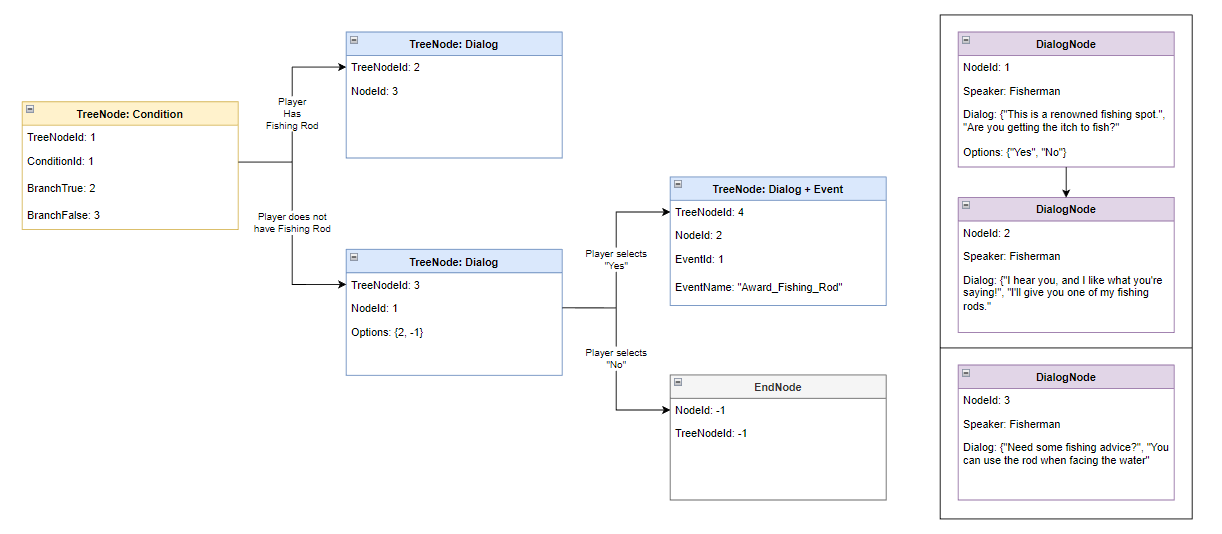 TreeNode: Condition
TreeNodeId: 1
ConditionId: 1
BranchTrue: 2
BranchFalse: 3
Player
Has
Fishing Rod
Player does not
have Fishing Rod
TreeNode: Dialog
TreeNodeId: 2
NodeId: 3
TreeNode: Dialog
TreeNodeId: 3
NodeId: 1
Options: {2, -1}
Player selects
"Yes"
Player selects
"No"
TreeNode: Dialog + Event
TreeNodeId: 4
NodeId: 2
EventId: 1
EventName: "Award_Fishing_Rod"
EndNode
NodeId: -1
TreeNodeId: -1
DialogNode
NodeId: 1
Speaker: Fisherman
Dialog: {"This is a renowned fishing spot.",
"Are you getting the itch to fish?"
Options: {"Yes", "No"}
DialogNode
NodeId: 2
Speaker: Fisherman
Dialog: {"I hear you, and I like what you're
saying!", "I'll give you one of my fishing
rods."
DialogNode
NodeId: 3
Speaker: Fisherman
Dialog: {"Need some fishing advice?", "You
can use the rod when facing the water"